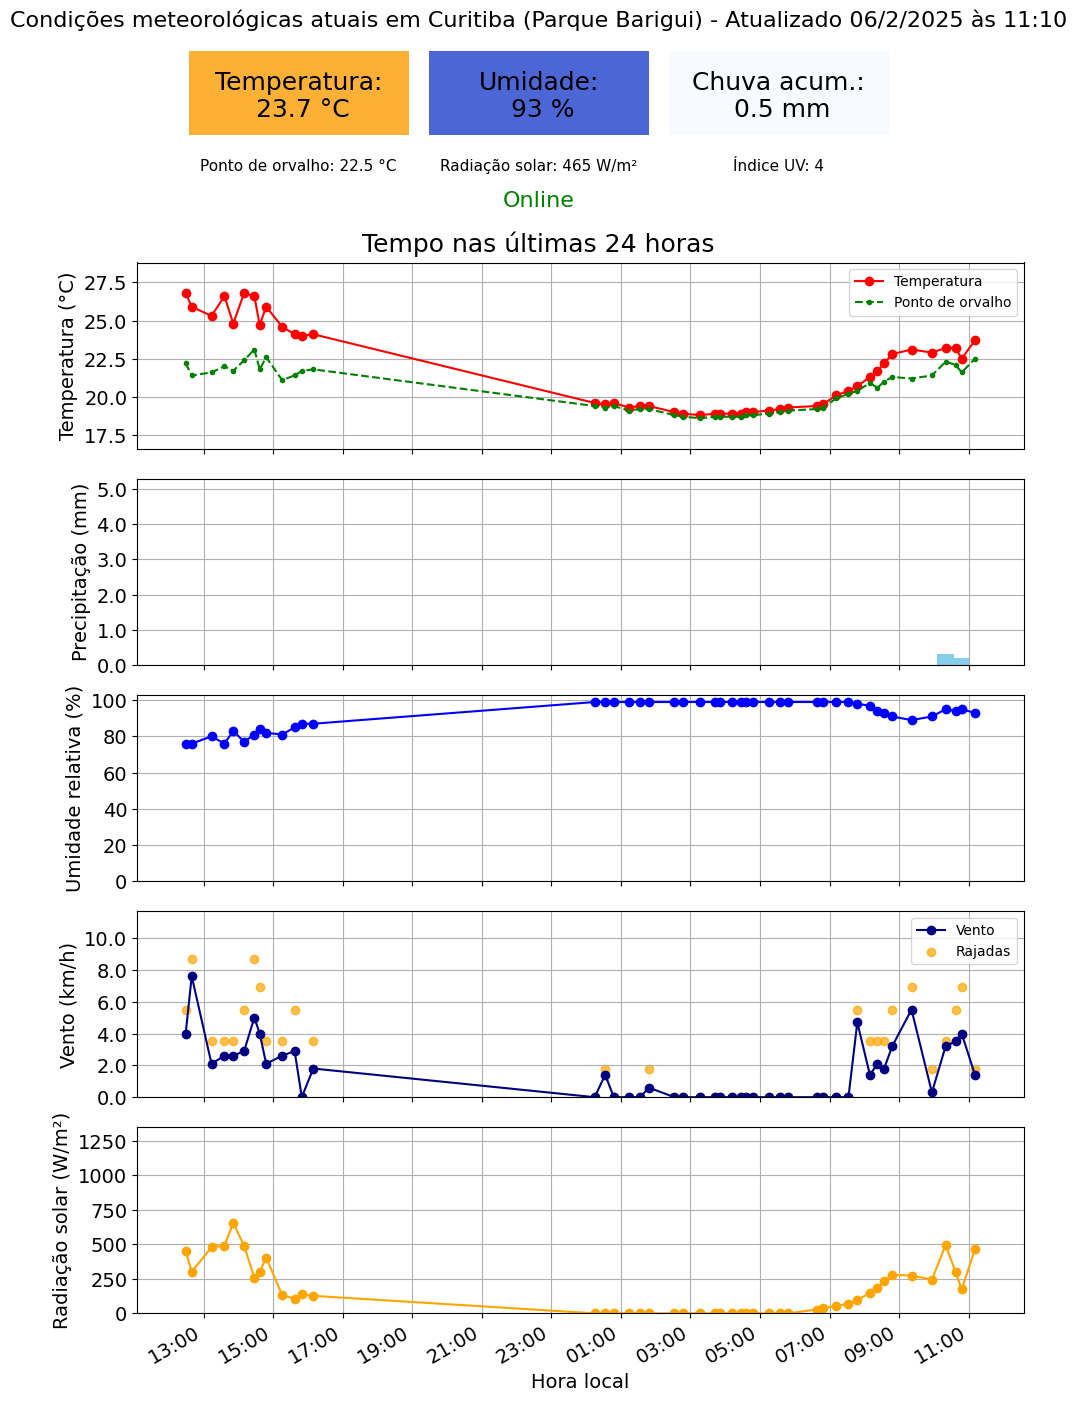 Condições meteorológicas atuais em Curitiba (Parque Barigui) - Atualizado 06/2/2025 às 11:10
Temperatura:
23.7 °C
Umidade:
93 %
Chuva acum.:
0.5 mm
Ponto de orvalho: 22.5 °C
Radiação solar: 465 W/m²
Índice UV: 4
Online
Tempo nas últimas 24 horas
Temperatura (°C)
27.5
25.0
22.5
20.0
17.5
Temperatura
Ponto de orvalho
Precipitação (mm)
5.0
4.0
3.0
2.0
1.0
0.0
Umidade relativa (%)
100
80
60
40
20
0
Vento (km/h)
10.0
8.0
6.0
4.0
2.0
0.0
Vento
Rajadas
Radiação solar (W/m²)
1250
1000
750
500
250
0
13:00
15:00
17:00
19:00
21:00
23:00
01:00
03:00
05:00
07:00
09:00
11:00
Hora local